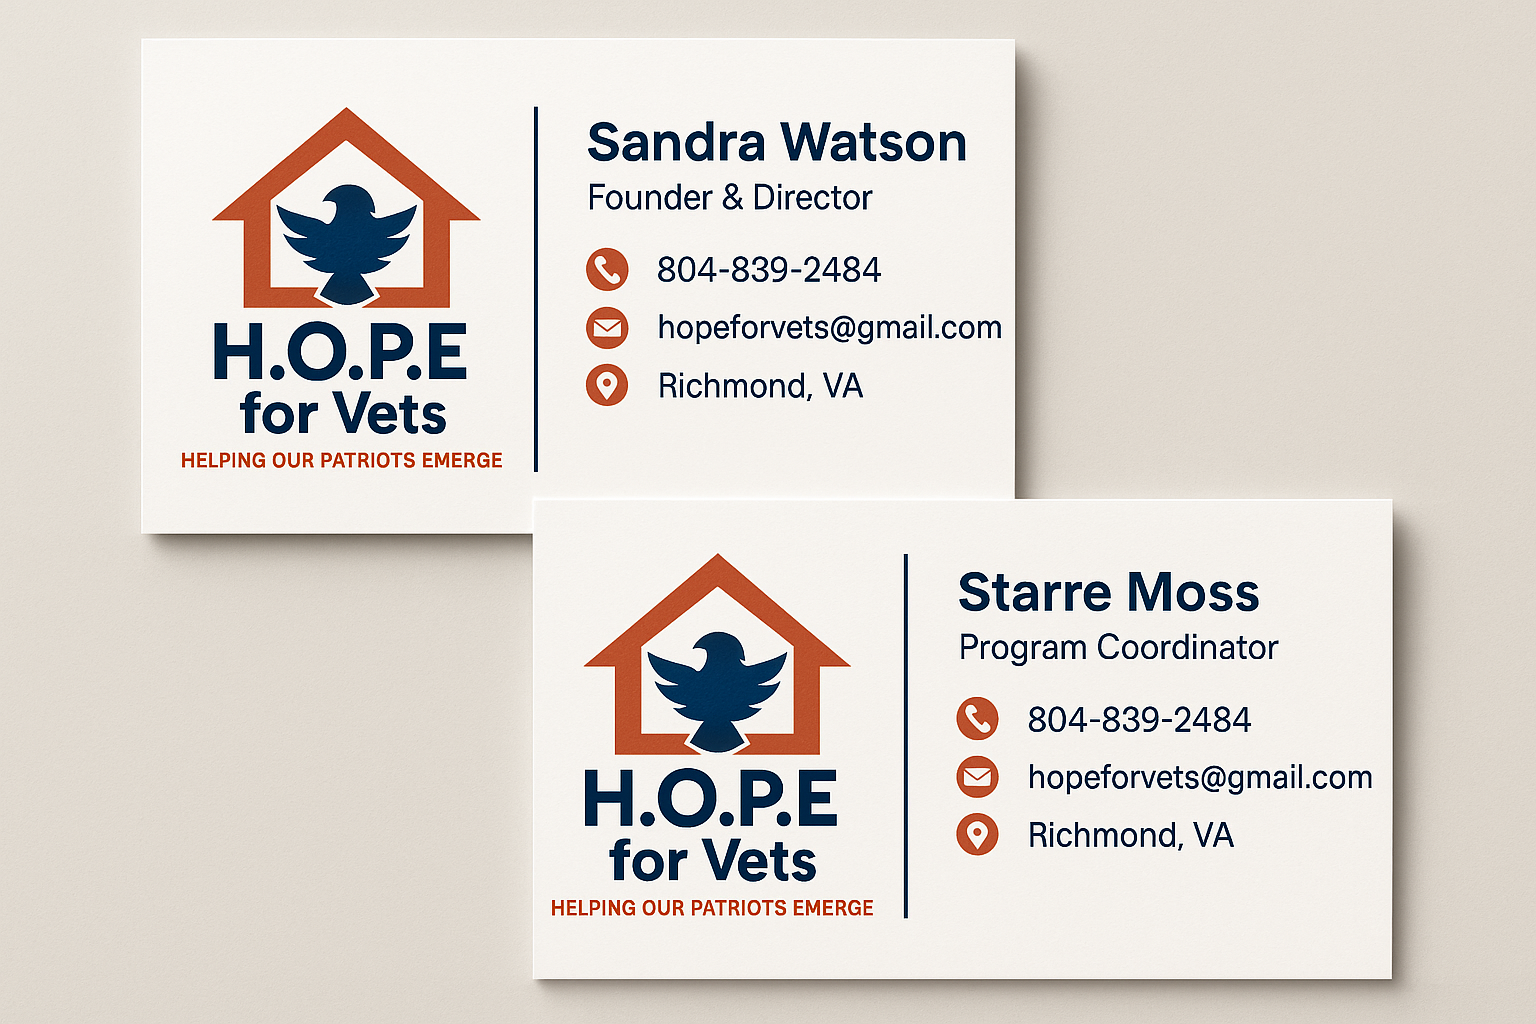 H.O.P.E
for Vets
HELPING OUR PATRIOTS EMERGE
Sandra Watson
Founder & Director
804-839-2484
hopeforvets@gmail.com
Richmond, VA
H.O.P.E
for Vets
HELPING OUR PATRIOTS EMERGE
Starre Moss
Program Coordinator
804-839-2484
hopeforvets@gmail.com
Richmond, VA